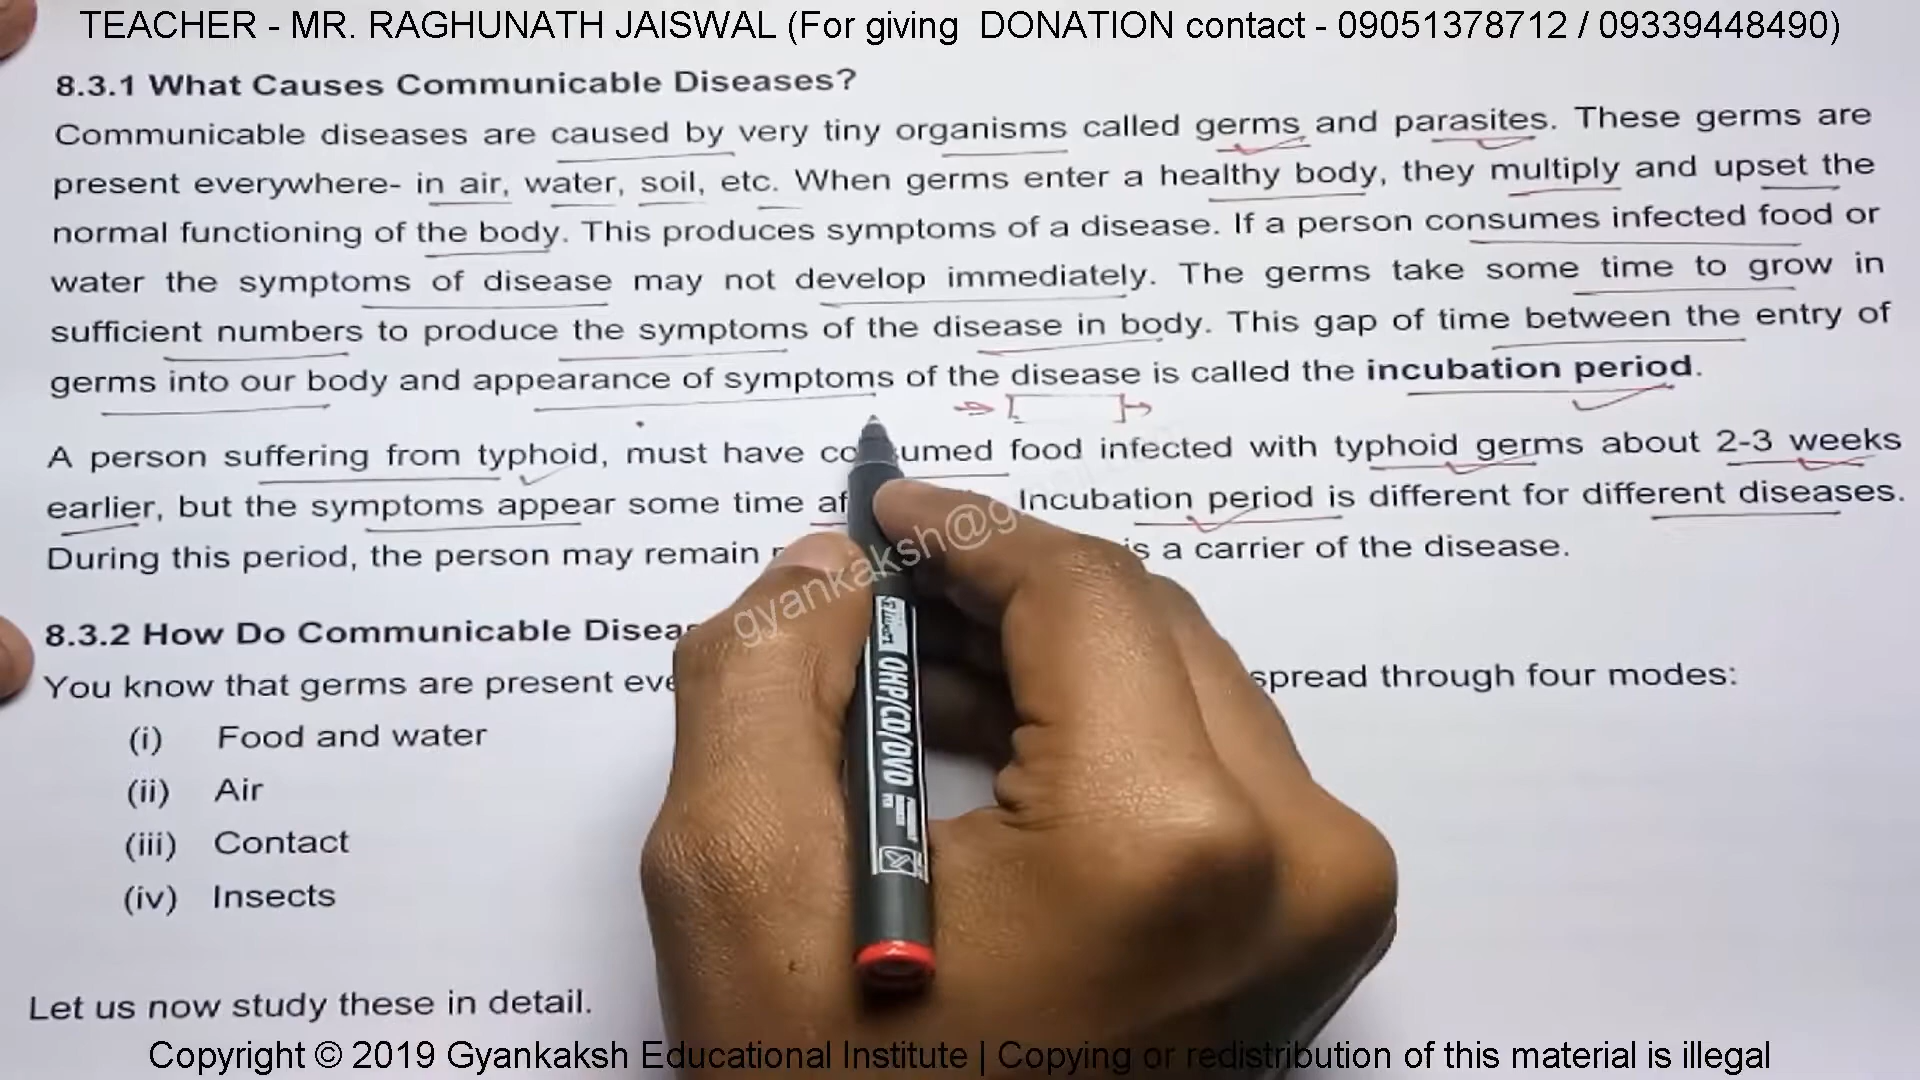 TEACHER - MR. RAGHUNATH JAISWAL (For giving DONATION contact - 09051378712 / 09339448490)
8.3.1 What Causes Communicable Diseases?
Communicable diseases are caused by very tiny organisms called germs and parasites. These germs are
present everywhere- in air, water, soil, etc. When germs enter a healthy body, they multiply and upset the
normal functioning of the body. This produces symptoms of a disease. If a person consumes infected food or
water the symptoms of disease may not develop immediately. The germs take some time to grow in
sufficient numbers to produce the symptoms of the disease in body. This gap of time between the entry of
germs into our body and appearance of symptoms of the disease is called the incubation period.
A person suffering from typhoid, must have food infected with typhoid germs about 2-3 weeks
earlier, but the symptoms appear some time Incubation period is different for different diseases.
During this period, the person may remain is a carrier of the disease.
8.3.2 How Do Communicable
You know that germs are present spread through four modes:
(i) Food and water
(ii) Air
(iii) Contact
(iv) Insects
Let us now study these in detail.
OHP/CD/DVD
Copyright © 2019 Gyankaksh Educational Institute | Copying or redistribution of this material is illegal